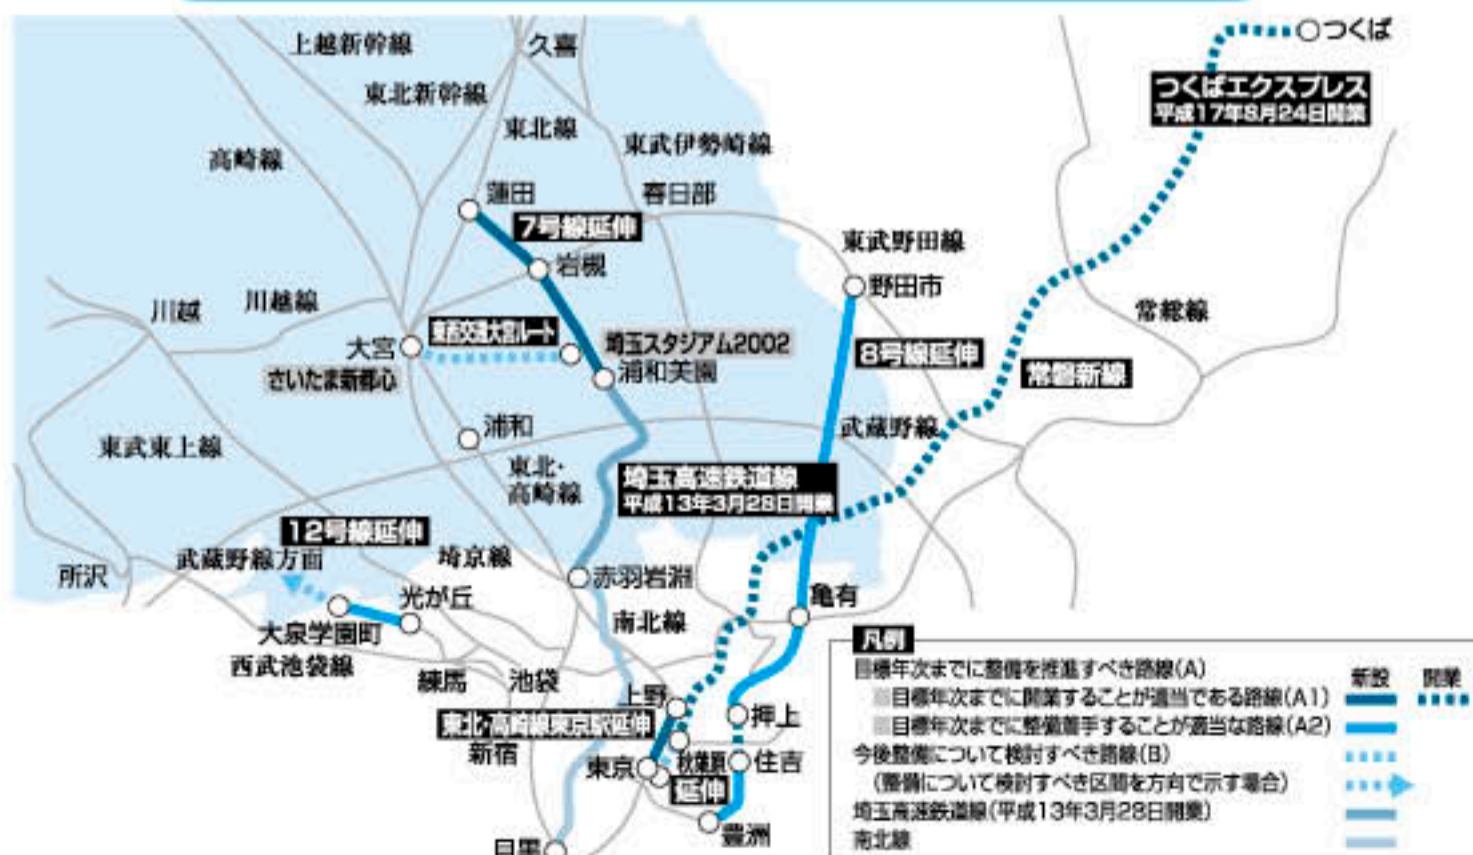 上越新幹線
久喜
つくば
東北新幹線
つくばエクスプレス
平成17年8月24日開業
東北線
東武伊勢崎線
高崎線
蓮田
春日部
7号線延伸
東武野田線
岩槻
野田市
川越
川越線
常総線
東西交通大宮ルート
埼玉スタジアム2002
大宮
8号線延伸
さいたま新都心
浦和美園
常磐新線
浦和
武蔵野線
東武東上線
東北・
高崎線
埼玉高速鉄道線
平成13年3月28日開業
12号線延伸
武蔵野線方面
埼京線
所沢
光が丘
赤羽岩淵
亀有
大泉学園町
南北線
西武池袋線
練馬
池袋
上野
押上
東北・高崎線東京駅延伸
新宿
東京
秋葉原
住吉
延伸
豊洲
目黒
凡例
目標年次までに整備を推進すべき路線(A)
新設
開業
目標年次までに開業することが適当である路線(A1)
目標年次までに整備着手することが適当な路線(A2)
今後整備について検討すべき路線(B)
(整備について検討すべき区間を方向で示す場合)
埼玉高速鉄道線(平成13年3月28日開業)
南北線